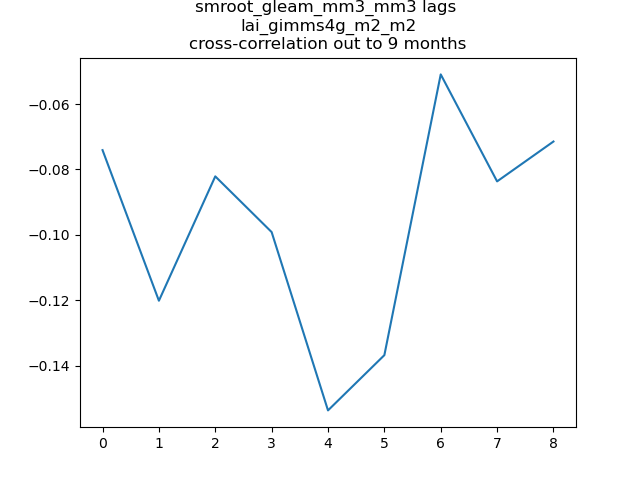 smroot_gleam_mm3_mm3 lags
lai_gimms4g_m2_m2
cross-correlation out to 9 months
−0.06
−0.08
−0.10
−0.12
−0.14
0 1 2 3 4 5 6 7 8